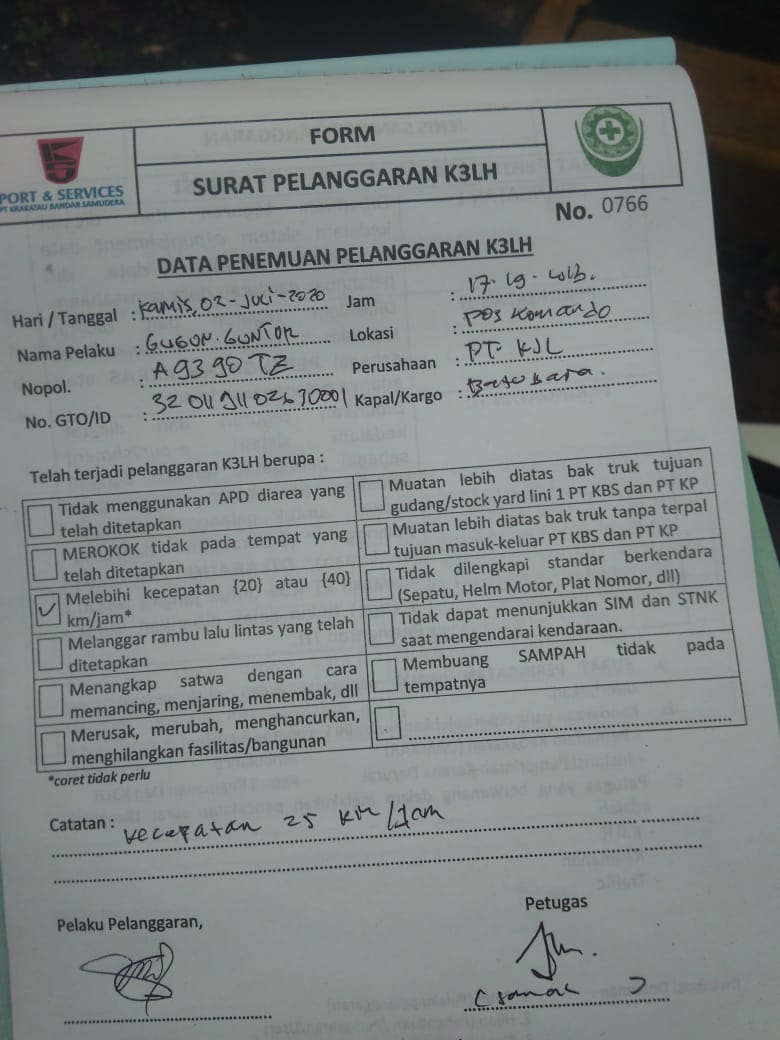 PORT & SERVICES
PT KRAKATAU BANDAR SAMUDERA
FORM
SURAT PELANGGARAN K3LH
No. 0766
DATA PENEMUAN PELANGGARAN K3LH
Hari / Tanggal : Kamis, 02-Juli-2020 Jam : 17.19. wib.
Nama Pelaku : GUGUN. GUNTUR Lokasi : Pos Komando
Nopol. : A 9390 TZ Perusahaan : PT. KJL
No. GTO/ID : Kapal/Kargo : Batu bara.
Telah terjadi pelanggaran K3LH berupa :
Tidak menggunakan APD diarea yang
telah ditetapkan
MEROKOK tidak pada tempat yang
telah ditetapkan
✓ Melebihi kecepatan {20} atau {40}
km/jam*
Melanggar rambu lalu lintas yang telah
ditetapkan
Menangkap satwa dengan cara
memancing, menjaring, menembak, dll
Merusak, merubah, menghancurkan,
menghilangkan fasilitas/bangunan
Muatan lebih diatas bak truk tujuan
gudang/stock yard lini 1 PT KBS dan PT KP
Muatan lebih diatas bak truk tanpa terpal
tujuan masuk-keluar PT KBS dan PT KP
Tidak dilengkapi standar berkendara
(Sepatu, Helm Motor, Plat Nomor, dll)
Tidak dapat menunjukkan SIM dan STNK
saat mengendarai kendaraan.
Membuang SAMPAH tidak pada
tempatnya
*coret tidak perlu
Catatan : kecepatan 25 km/Jam
Pelaku Pelanggaran,
Petugas